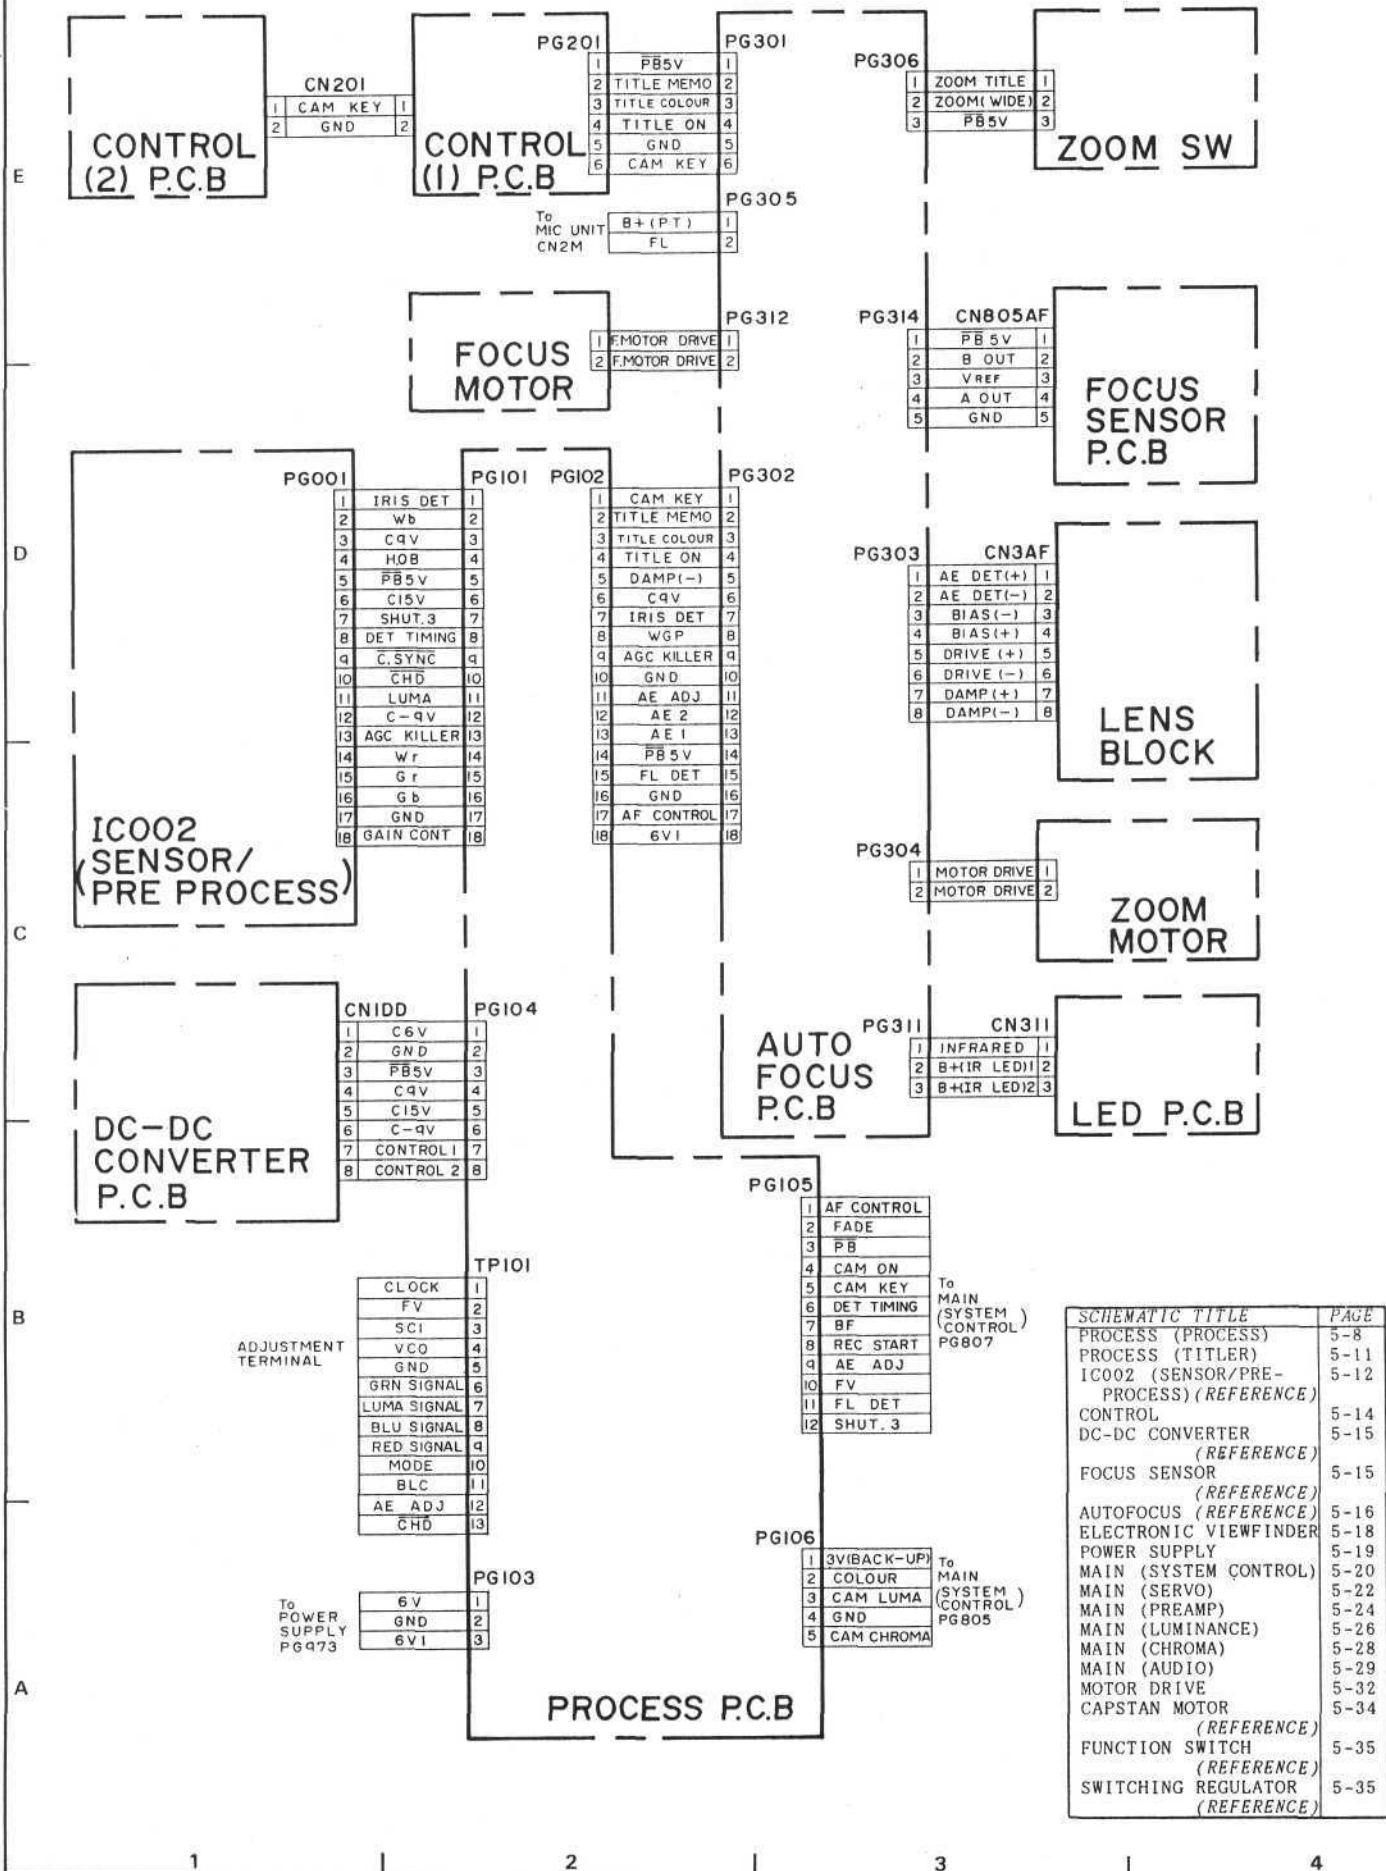 CN201
1 CAM KEY 1
2 GND 2
CONTROL
(2) P.C.B
CONTROL
(1) P.C.B
PG201 PG301
1 P̅B̅5V 1
2 TITLE MEMO 2
3 TITLE COLOUR 3
4 TITLE ON 4
5 GND 5
6 CAM KEY 6
PG306
1 ZOOM TITLE 1
2 ZOOM(WIDE) 2
3 P̅B̅5V 3
ZOOM SW
PG305
To
MIC UNIT
CN2M
B+(PT) 1
FL 2
PG312
1 F.MOTOR DRIVE 1
2 F.MOTOR DRIVE 2
FOCUS
MOTOR
PG314 CN805AF
1 P̅B̅ 5V 1
2 B OUT 2
3 VREF 3
4 A OUT 4
5 GND 5
FOCUS
SENSOR
P.C.B
PG001 PG101
1 IRIS DET 1
2 Wb 2
3 C9V 3
4 HOB 4
5 P̅B̅5V 5
6 C15V 6
7 SHUT.3 7
8 DET TIMING 8
9 C̅.S̅Y̅N̅C̅ 9
10 C̅H̅D̅ 10
11 LUMA 11
12 C-9V 12
13 AGC KILLER 13
14 Wr 14
15 Gr 15
16 Gb 16
17 GND 17
18 GAIN CONT 18
IC002
SENSOR/
PRE PROCESS)
PG102 PG302
1 CAM KEY 1
2 TITLE MEMO 2
3 TITLE COLOUR 3
4 TITLE ON 4
5 DAMP(-) 5
6 C9V 6
7 IRIS DET 7
8 WGP 8
9 AGC KILLER 9
10 GND 10
11 AE ADJ 11
12 AE 2 12
13 AE 1 13
14 P̅B̅5V 14
15 FL DET 15
16 GND 16
17 AF CONTROL 17
18 6V1 18
PG303 CN3AF
1 AE DET(+) 1
2 AE DET(-) 2
3 BIAS(-) 3
4 BIAS(+) 4
5 DRIVE (+) 5
6 DRIVE (-) 6
7 DAMP (+) 7
8 DAMP(-) 8
LENS
BLOCK
PG304
1 MOTOR DRIVE 1
2 MOTOR DRIVE 2
ZOOM
MOTOR
CN1DD PG104
1 C6V 1
2 GND 2
3 P̅B̅5V 3
4 C9V 4
5 C15V 5
6 C-9V 6
7 CONTROL 1 7
8 CONTROL 2 8
DC-DC
CONVERTER
P.C.B
AUTO
FOCUS
P.C.B
PG311 CN311
1 INFRARED 1
2 B+(IR LED)1 2
3 B+(IR LED)2 3
LED P.C.B
PG105
1 AF CONTROL
2 FADE
3 P̅B̅
4 CAM ON
5 CAM KEY
6 DET TIMING
7 BF
8 REC START
9 AE ADJ
10 FV
11 FL DET
12 SHUT.3
To
MAIN
(SYSTEM
CONTROL)
PG807
TP101
CLOCK 1
FV 2
SC1 3
VCO 4
GND 5
GRN SIGNAL 6
LUMA SIGNAL 7
BLU SIGNAL 8
RED SIGNAL 9
MODE 10
BLC 11
AE ADJ 12
C̅H̅D̅ 13
ADJUSTMENT
TERMINAL
PG106
1 3V(BACK-UP)
2 COLOUR
3 CAM LUMA
4 GND
5 CAM CHROMA
To
MAIN
(SYSTEM
CONTROL)
PG805
PG103
To
POWER
SUPPLY
PG973
6V 1
GND 2
6V1 3
PROCESS P.C.B
SCHEMATIC TITLE PAGE
PROCESS (PROCESS) 5-8
PROCESS (TITLER) 5-11
IC002 (SENSOR/PRE- 5-12
PROCESS)(REFERENCE)
CONTROL 5-14
DC-DC CONVERTER 5-15
(REFERENCE)
FOCUS SENSOR 5-15
(REFERENCE)
AUTOFOCUS (REFERENCE) 5-16
ELECTRONIC VIEWFINDER 5-18
POWER SUPPLY 5-19
MAIN (SYSTEM CONTROL) 5-20
MAIN (SERVO) 5-22
MAIN (PREAMP) 5-24
MAIN (LUMINANCE) 5-26
MAIN (CHROMA) 5-28
MAIN (AUDIO) 5-29
MOTOR DRIVE 5-32
CAPSTAN MOTOR 5-34
(REFERENCE)
FUNCTION SWITCH 5-35
(REFERENCE)
SWITCHING REGULATOR 5-35
(REFERENCE)
E
D
C
B
A
1 2 3 4